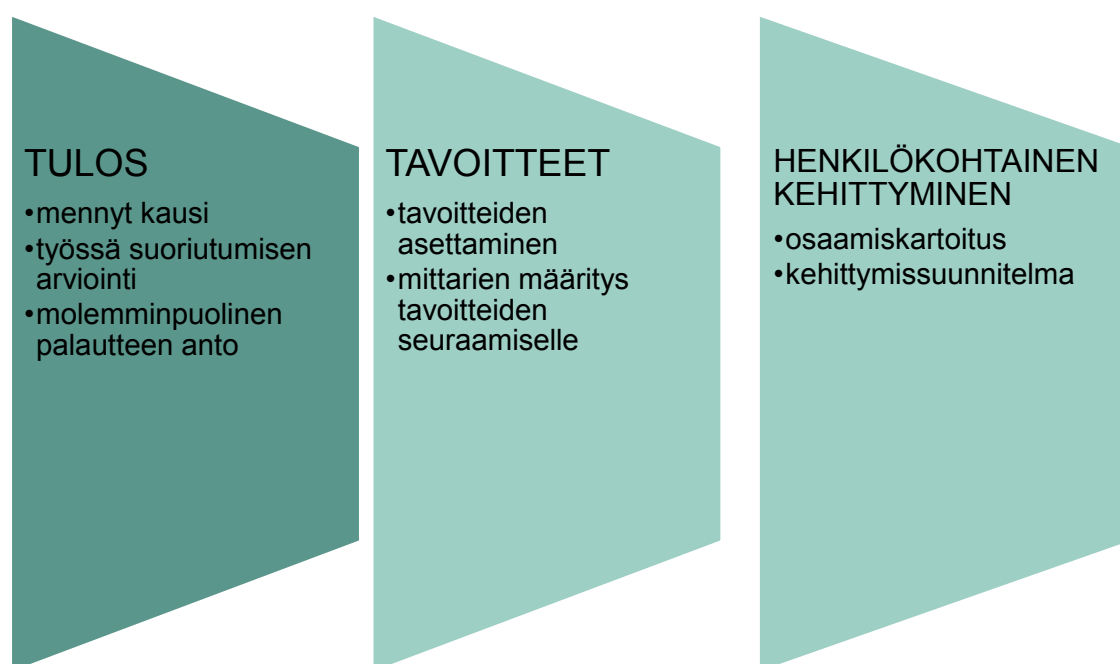 TULOS
•mennyt kausi
•työssä suoriutumisen
arviointi
•molemminpuolinen
palautteen anto
TAVOITTEET
•tavoitteiden
asettaminen
•mittarien määritys
tavoitteiden
seuraamiselle
HENKILÖKOHTAINEN
KEHITTYMINEN
•osaamiskartoitus
•kehittymissuunnitelma